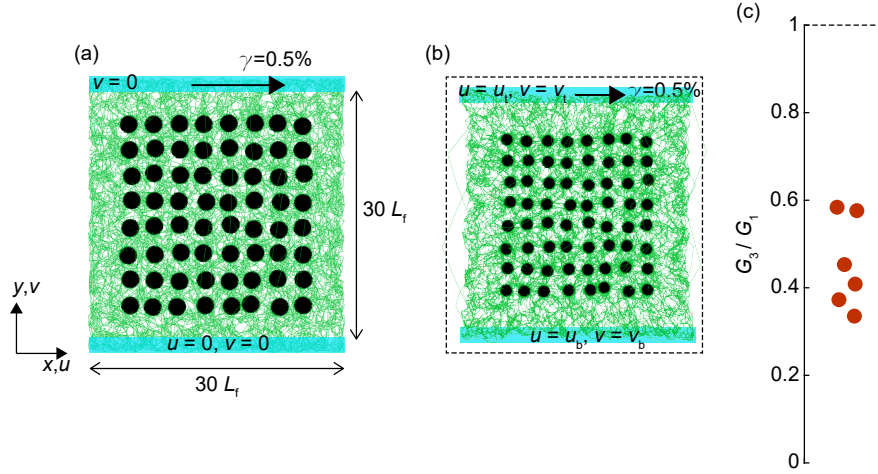 (a)
γ=0.5%
v = 0
30 L_f
u = 0, v = 0
30 L_f
y,v
x,u
(b)
u = u_t, v = v_t
γ=0.5%
u = u_b, v = v_b
(c)
1
0.8
0.6
0.4
0.2
0
G_3 / G_1